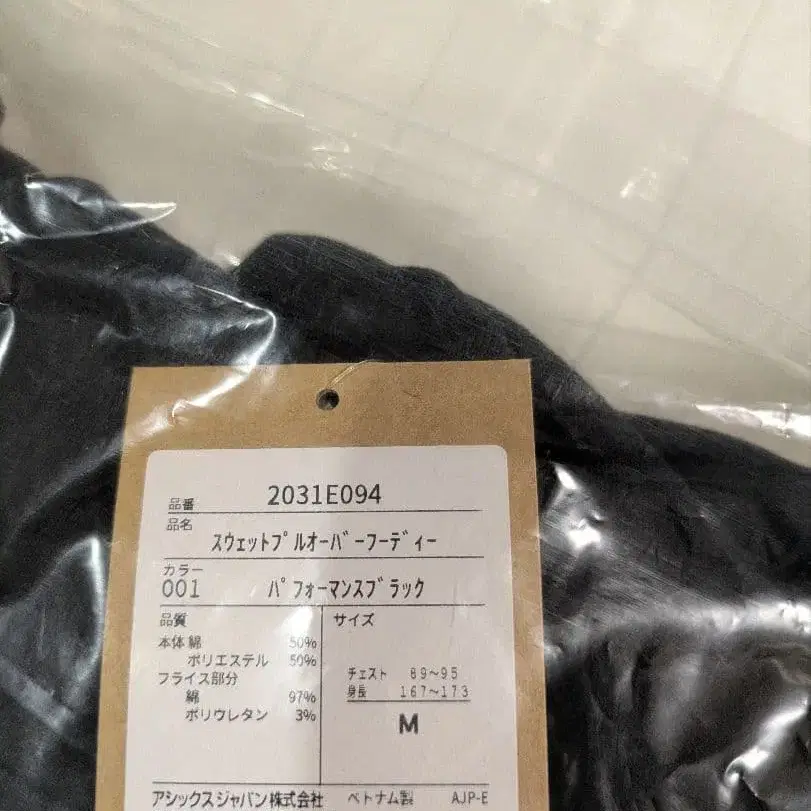 品番 2031E094
品名
ｽｳｪｯﾄﾌﾟﾙｵｰﾊﾞｰﾌｰﾃﾞｨｰ
カラー
001 ﾊﾟﾌｫｰﾏﾝｽﾌﾞﾗｯｸ
品質
本体 綿 50%
ポリエステル 50%
フライス部分
綿 97%
ポリウレタン 3%
サイズ
ﾁｪｽﾄ 89～95
身長 167～173
M
アシックスジャパン株式会社 ベトナム製 AJP-E